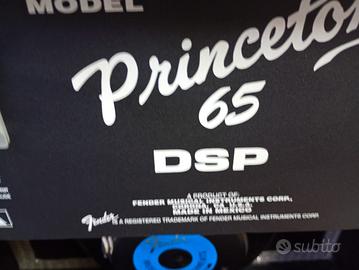 MODEL
Princeton
65
DSP
A PRODUCT OF:
FENDER MUSICAL INSTRUMENTS CORP.
CORONA, CA U.S.A.
MADE IN MEXICO
Fender
IS A REGISTERED TRADEMARK OF FENDER MUSICAL INSTRUMENTS CORP.
subito